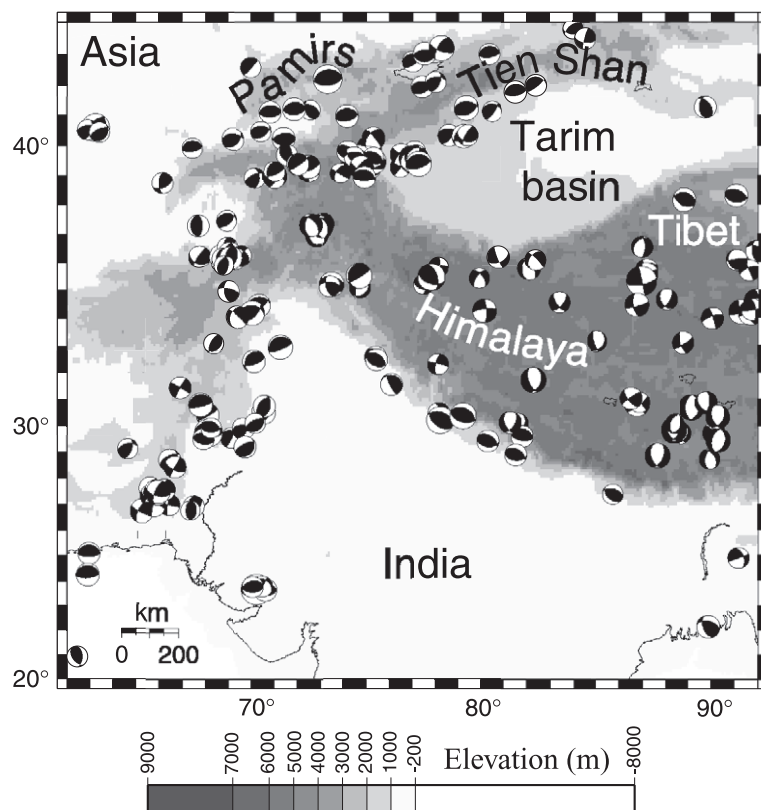 Asia
Pamirs
Tien Shan
40°
Tarim
basin
Tibet
Himalaya
30°
India
km
0 200
20°
70° 80° 90°
9000 7000 6000 5000 4000 3000 2000 1000 -200 Elevation (m) -8000